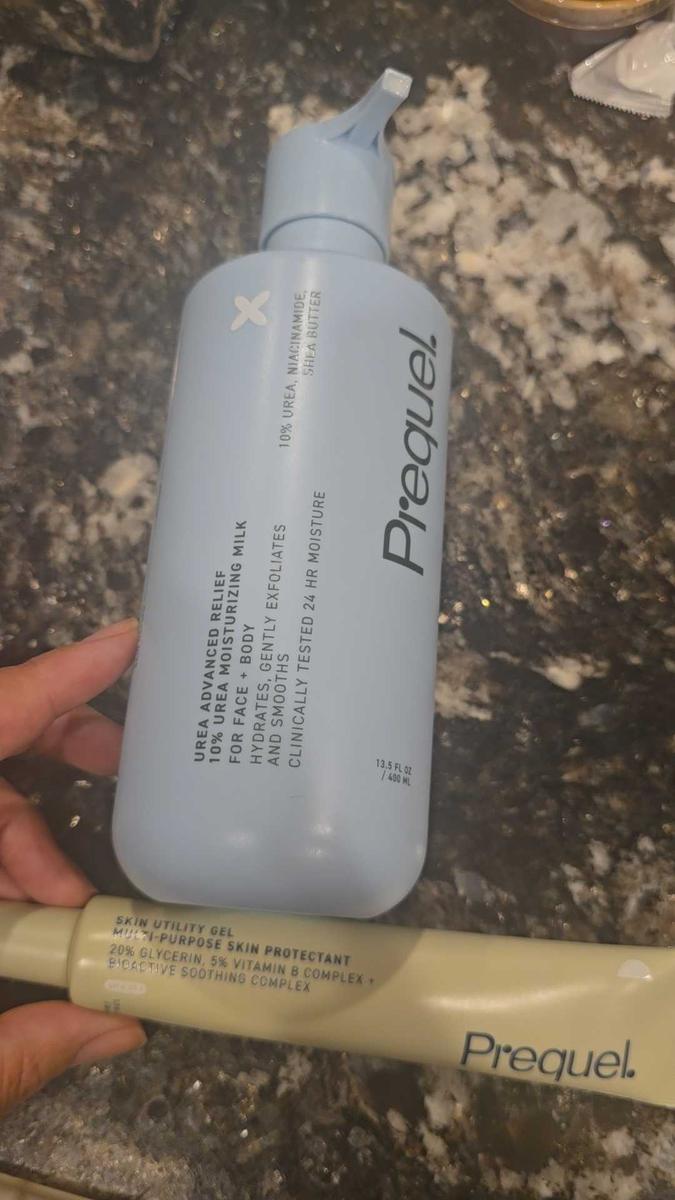 Prequel.
10% UREA, NIACINAMIDE,
SHEA BUTTER
UREA ADVANCED RELIEF
10% UREA MOISTURIZING MILK
FOR FACE + BODY
HYDRATES, GENTLY EXFOLIATES
AND SMOOTHS
CLINICALLY TESTED 24 HR MOISTURE
13.5 FL OZ
/ 400 ML
SKIN UTILITY GEL
MULTI-PURPOSE SKIN PROTECTANT
20% GLYCERIN, 5% VITAMIN B COMPLEX +
BIOACTIVE SOOTHING COMPLEX
Prequel.